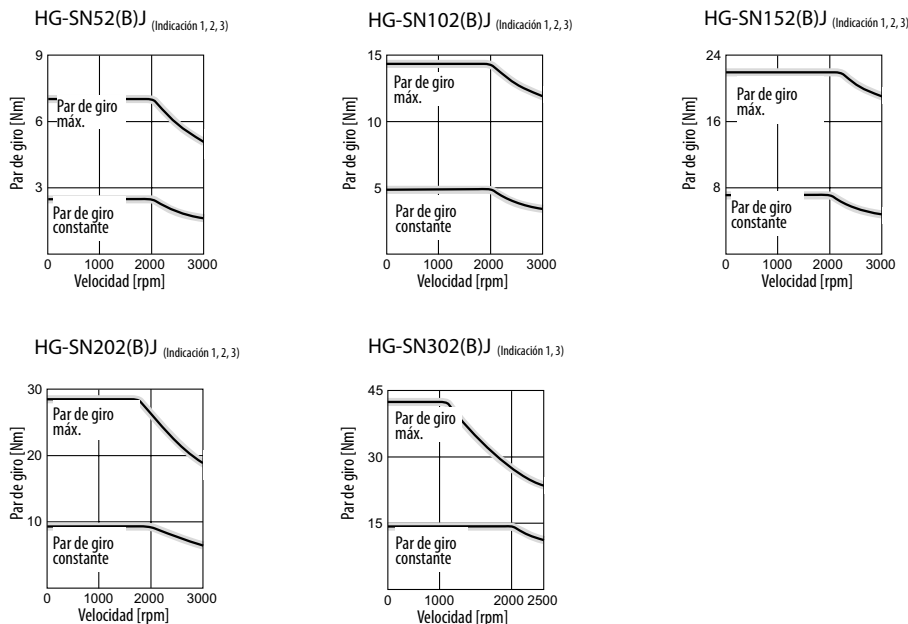 HG-SN52(B)J (Indicación 1, 2, 3)
9
6
3
0
Par de giro [Nm]
Par de giro
máx.
Par de giro
constante
0 1000 2000 3000
Velocidad [rpm]
HG-SN102(B)J (Indicación 1, 2, 3)
15
10
5
0
Par de giro [Nm]
Par de giro
máx.
Par de giro
constante
0 1000 2000 3000
Velocidad [rpm]
HG-SN152(B)J (Indicación 1, 2, 3)
24
16
8
0
Par de giro [Nm]
Par de giro
máx.
Par de giro
constante
0 1000 2000 3000
Velocidad [rpm]
HG-SN202(B)J (Indicación 1, 2, 3)
30
20
10
0
Par de giro [Nm]
Par de giro
máx.
Par de giro
constante
0 1000 2000 3000
Velocidad [rpm]
HG-SN302(B)J (Indicación 1, 3)
45
30
15
0
Par de giro [Nm]
Par de giro
máx.
Par de giro
constante
0 1000 2000 2500
Velocidad [rpm]